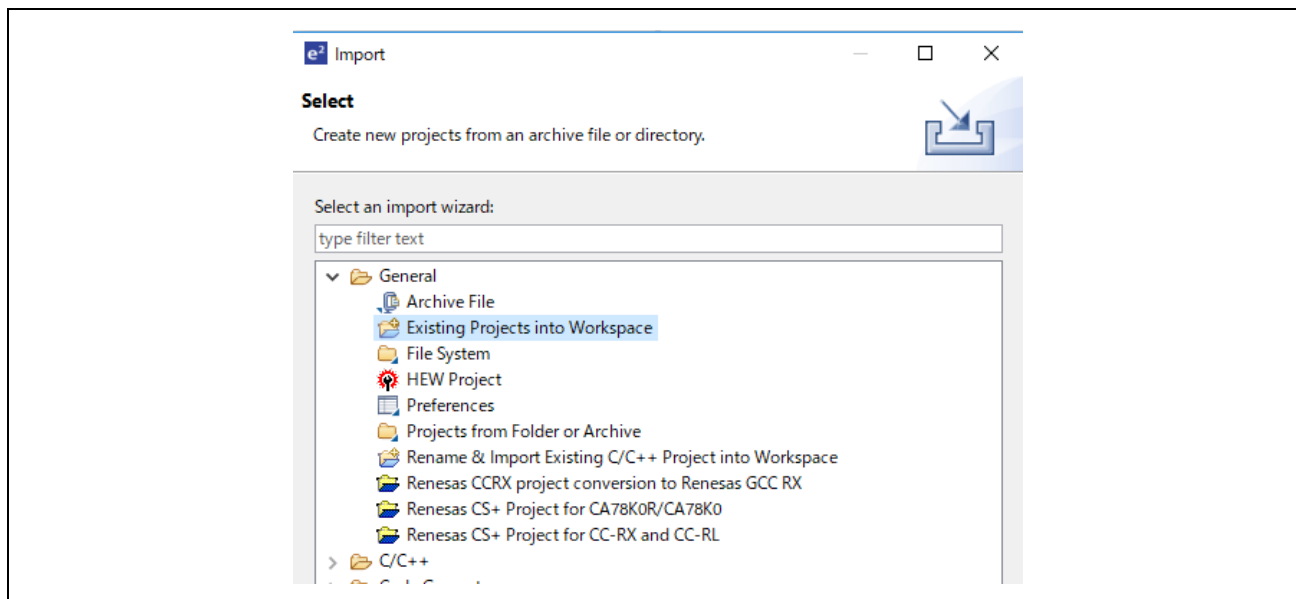 e² Import
Select
Create new projects from an archive file or directory.
Select an import wizard:
type filter text
General
Archive File
Existing Projects into Workspace
File System
HEW Project
Preferences
Projects from Folder or Archive
Rename & Import Existing C/C++ Project into Workspace
Renesas CCRX project conversion to Renesas GCC RX
Renesas CS+ Project for CA78K0R/CA78K0
Renesas CS+ Project for CC-RX and CC-RL
C/C++